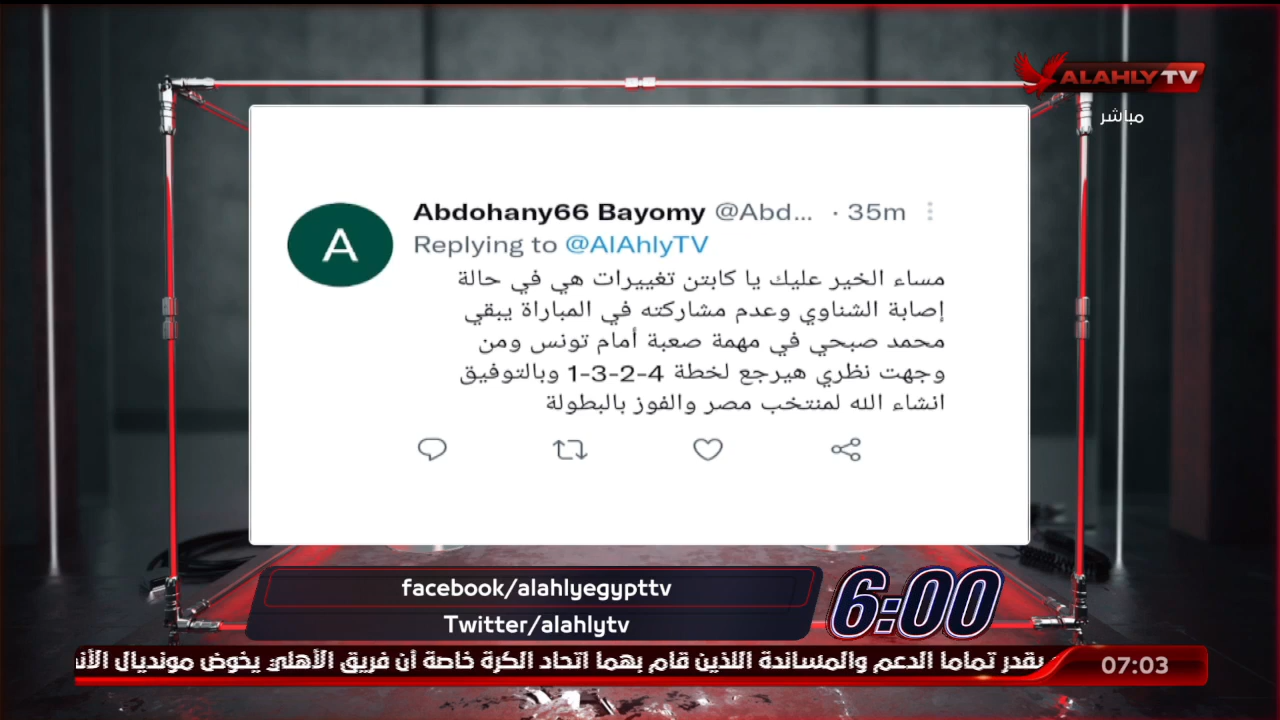 ALAHLY TV
مباشر
A
Abdohany66 Bayomy @Abd... · 35m
Replying to @AlAhlyTV
مساء الخير عليك يا كابتن تغييرات هي في حالة
إصابة الشناوي وعدم مشاركته في المباراة يبقي
محمد صبحي في مهمة صعبة أمام تونس ومن
وجهت نظري هيرجع لخطة 4-2-3-1 وبالتوفيق
انشاء الله لمنتخب مصر والفوز بالبطولة
facebook/alahlyegypttv
Twitter/alahlytv
6:00
نقدر تماما الدعم والمساندة اللذين قام بهما اتحاد الكرة خاصة أن فريق الأهلي يخوض مونديال
07:03